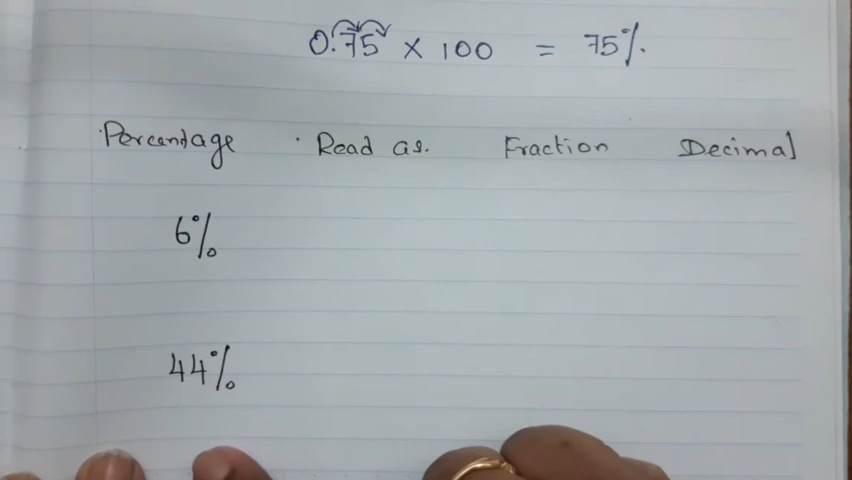 0.75 × 100 = 75%.
Percentage Read as. Fraction Decimal
6%
44%